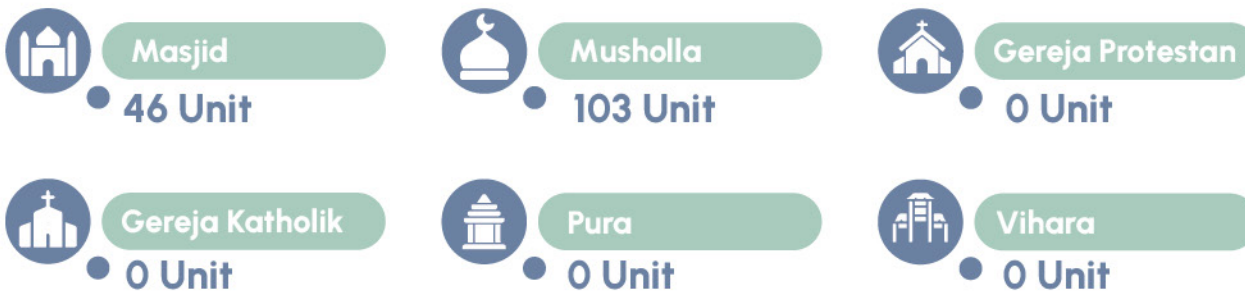 Masjid
46 Unit
Musholla
103 Unit
Gereja Protestan
0 Unit
Gereja Katholik
0 Unit
Pura
0 Unit
Vihara
0 Unit